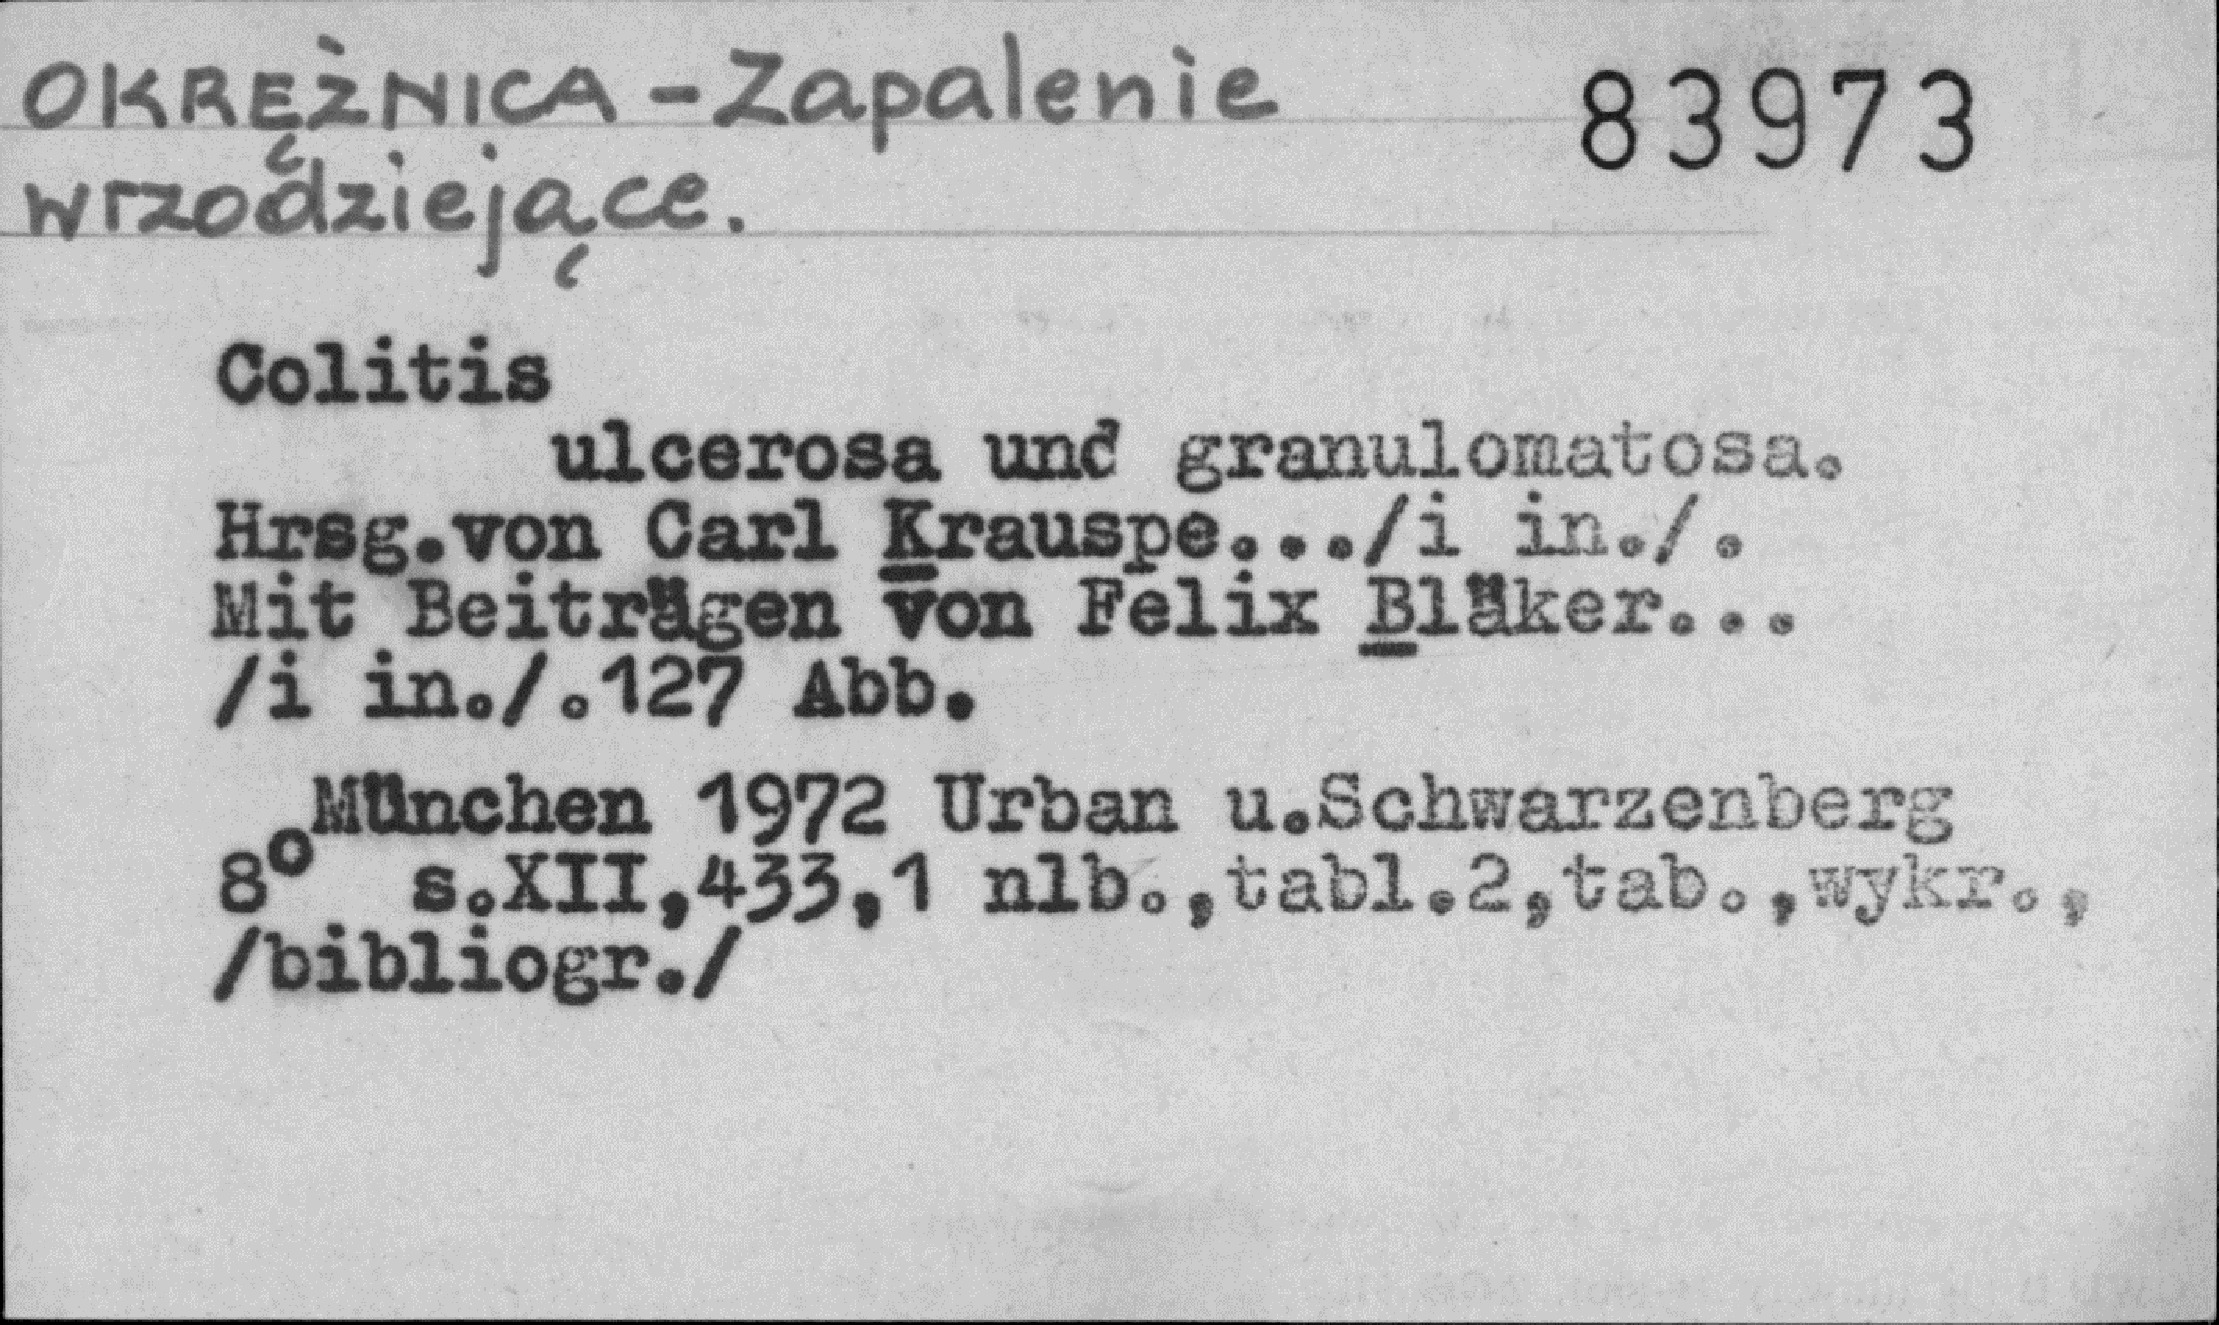 OKRĘŻNICA - Zapalenie
83973
wrzodziejące.
Colitis
ulcerosa und granulomatosa.
Hrsg.von Carl Krauspe.../i in./.
Mit Beiträgen von Felix Bläker...
/i in./.127 Abb.
München 1972 Urban u.Schwarzenberg
8° s.XII,433,1 nlb.,tabl.2,tab.,wykr.,
/bibliogr./